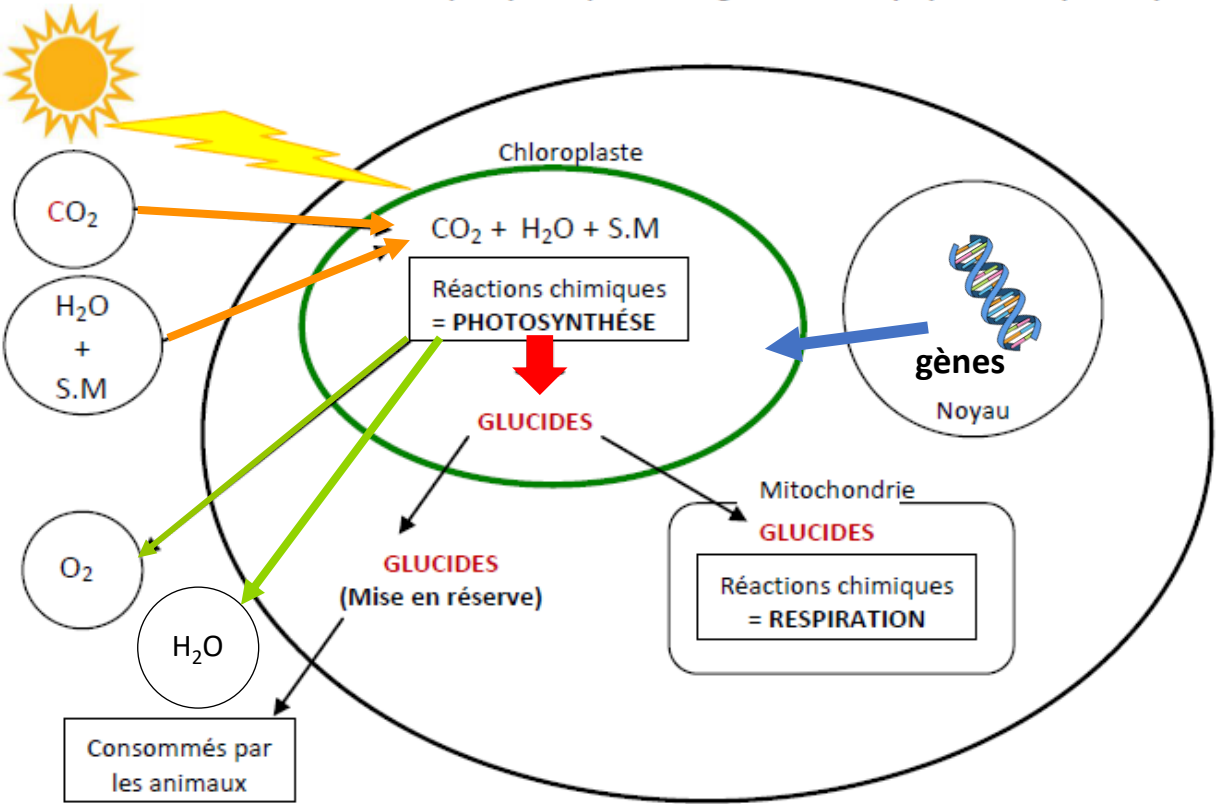 Chloroplaste
CO₂
CO₂ + H₂O + S.M
H₂O
+
S.M
Réactions chimiques
= PHOTOSYNTHÉSE
gènes
Noyau
GLUCIDES
Mitochondrie
GLUCIDES
Réactions chimiques
= RESPIRATION
GLUCIDES
(Mise en réserve)
O₂
H₂O
Consommés par
les animaux